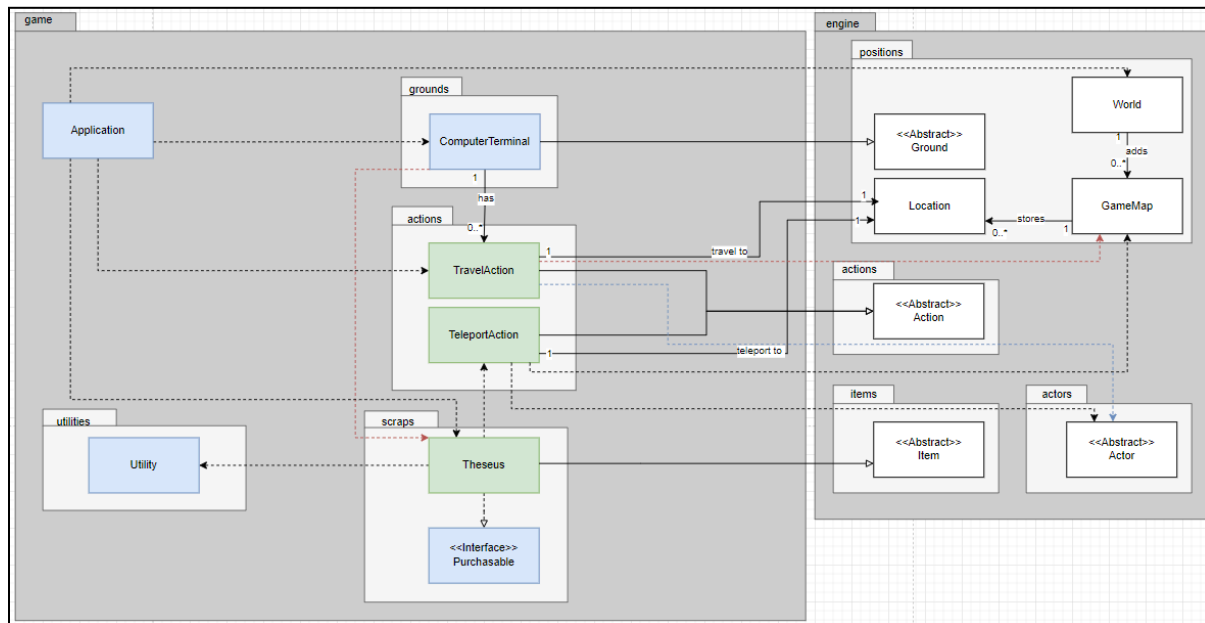 game
engine
positions
grounds
World
Application
ComputerTerminal
<<Abstract>>
Ground
1
adds
0..*
1
has
1
Location
GameMap
1
stores
0..*
1
actions
0..*
1
travel to
TravelAction
actions
<<Abstract>>
Action
TeleportAction
1
teleport to
items
actors
utilities
scraps
Utility
Theseus
<<Abstract>>
Item
<<Abstract>>
Actor
<<Interface>>
Purchasable